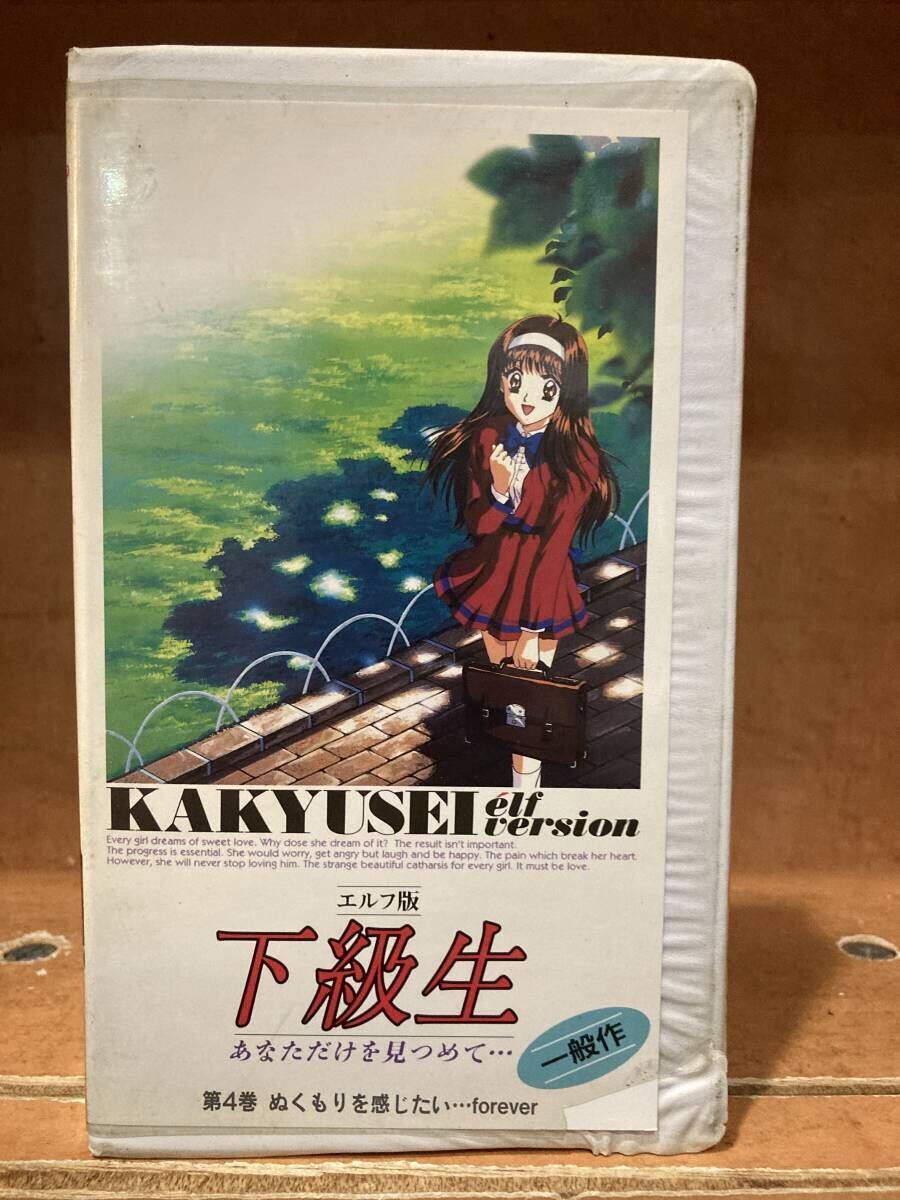 KAKYUSEI élf version
Every girl dreams of sweet love. Why dose she dream of it? The result isn't important.
The progress is essential. She would worry, get angry but laugh and be happy. The pain which break her heart.
However, she will never stop loving him. The strange beautiful catharsis for every girl. It must be love.
エルフ版
下級生
あなただけを見つめて…
一般作
第4巻 ぬくもりを感じたい…forever